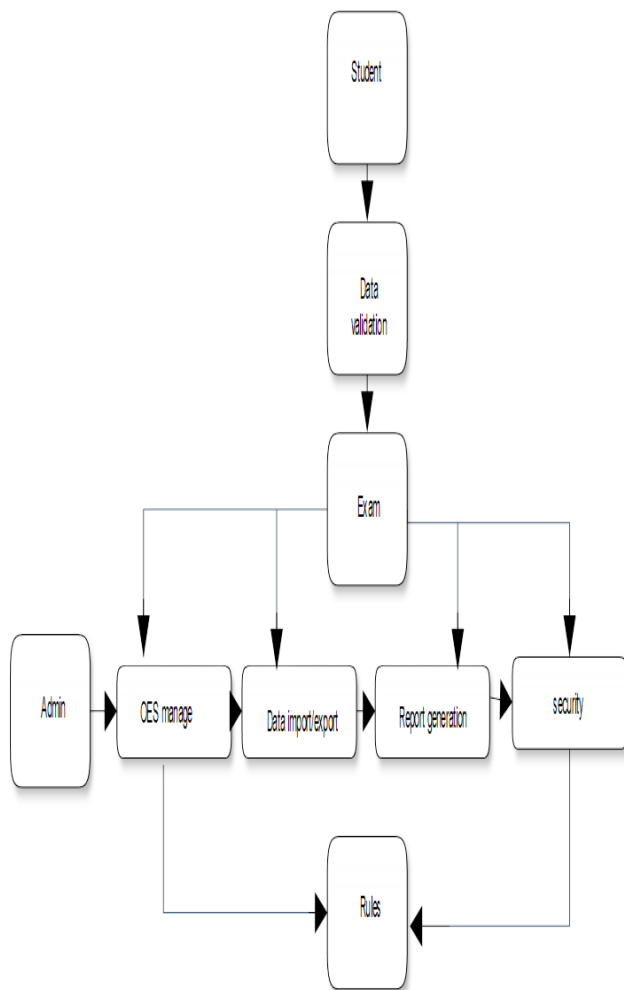 Student
Data
validation
Exam
Admin
OES manage
Data import/export
Report generation
security
Rules